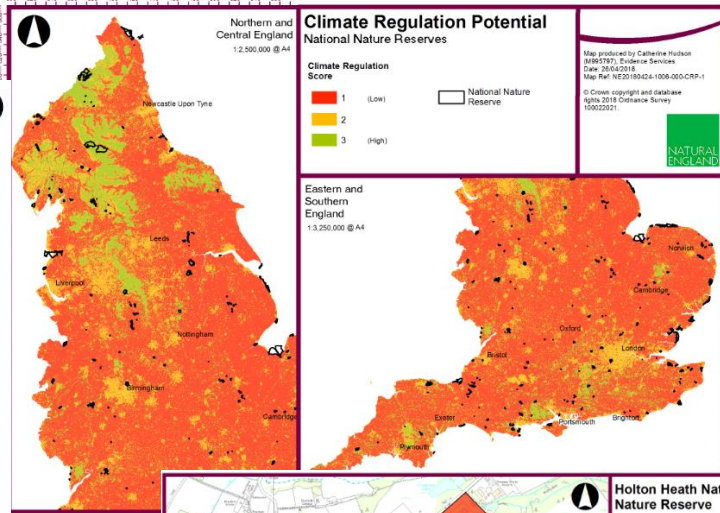 Northern and
Central England
1:2,500,000 @ A4
Newcastle Upon Tyne
Leeds
Liverpool
Nottingham
Birmingham
Cambridge
Climate Regulation Potential
National Nature Reserves
Climate Regulation
Score
1 (Low)
2
3 (High)
National Nature
Reserve
Map produced by Catherine Hudson
(M995797), Evidence Services
Date: 26/04/2018.
Map Ref: NE20180424-1006-000-CRP-1
© Crown copyright and database
rights 2018 Ordnance Survey
100022021.
NATURAL
ENGLAND
Eastern and
Southern
England
1:3,250,000 @ A4
Norwich
Cambridge
Oxford
London
Bristol
Exeter
Portsmouth
Brighton
Plymouth
Holton Heath Nat
Nature Reserve